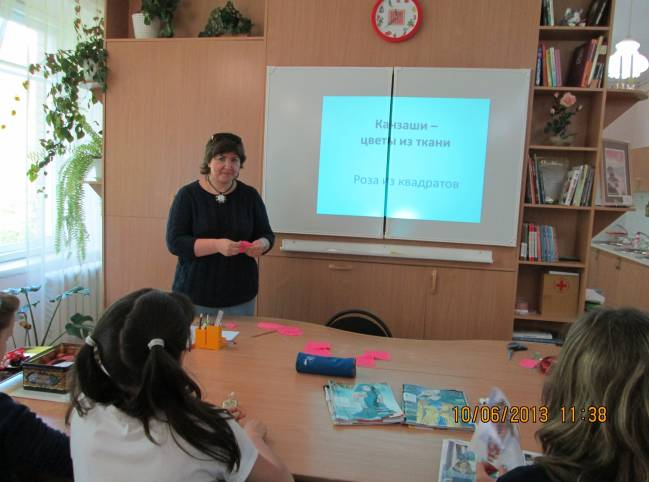 Канзаши –
цветы из ткани
Роза из квадратов
10/06/2013 11:38